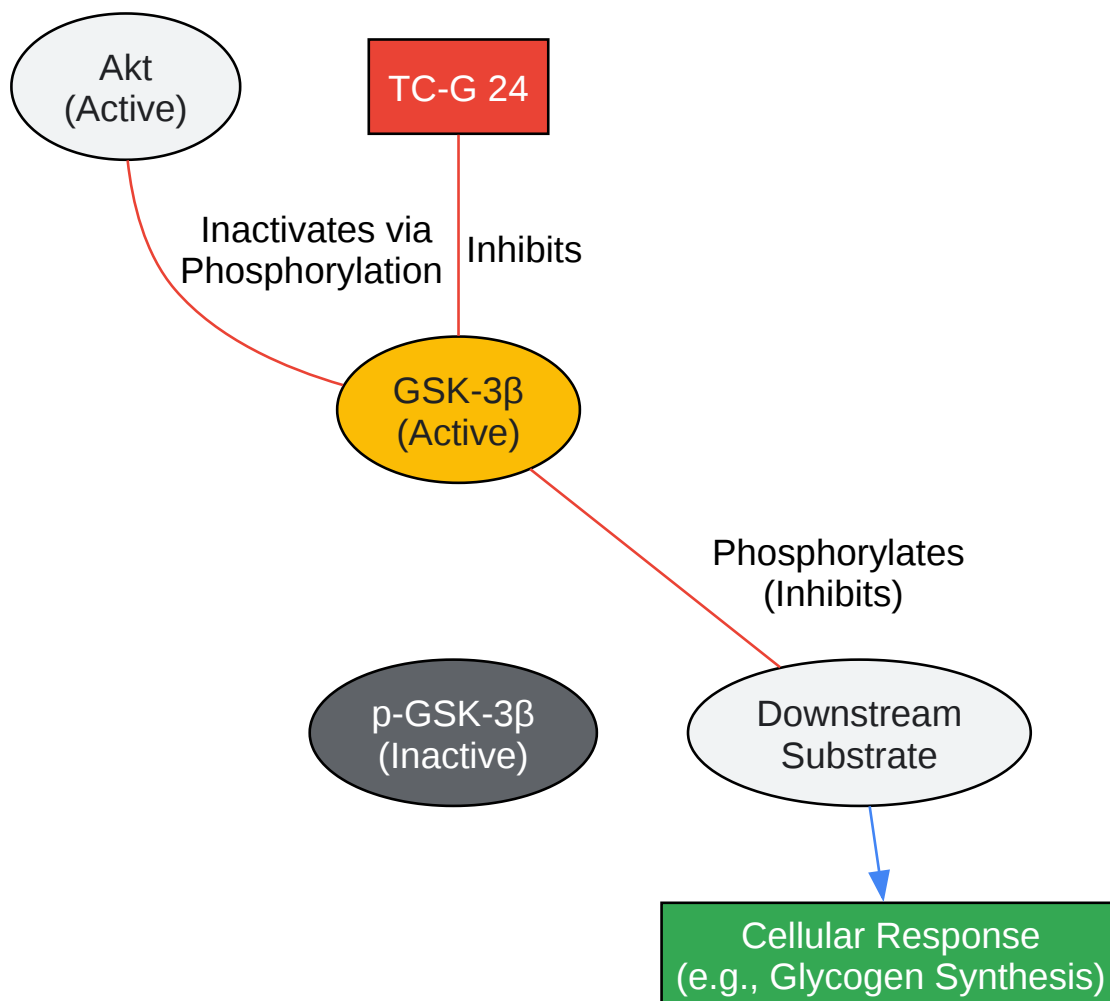 Akt
(Active)
TC-G 24
Inactivates via
Phosphorylation
Inhibits
GSK-3β
(Active)
Phosphorylates
(Inhibits)
p-GSK-3β
(Inactive)
Downstream
Substrate
Cellular Response
(e.g., Glycogen Synthesis)